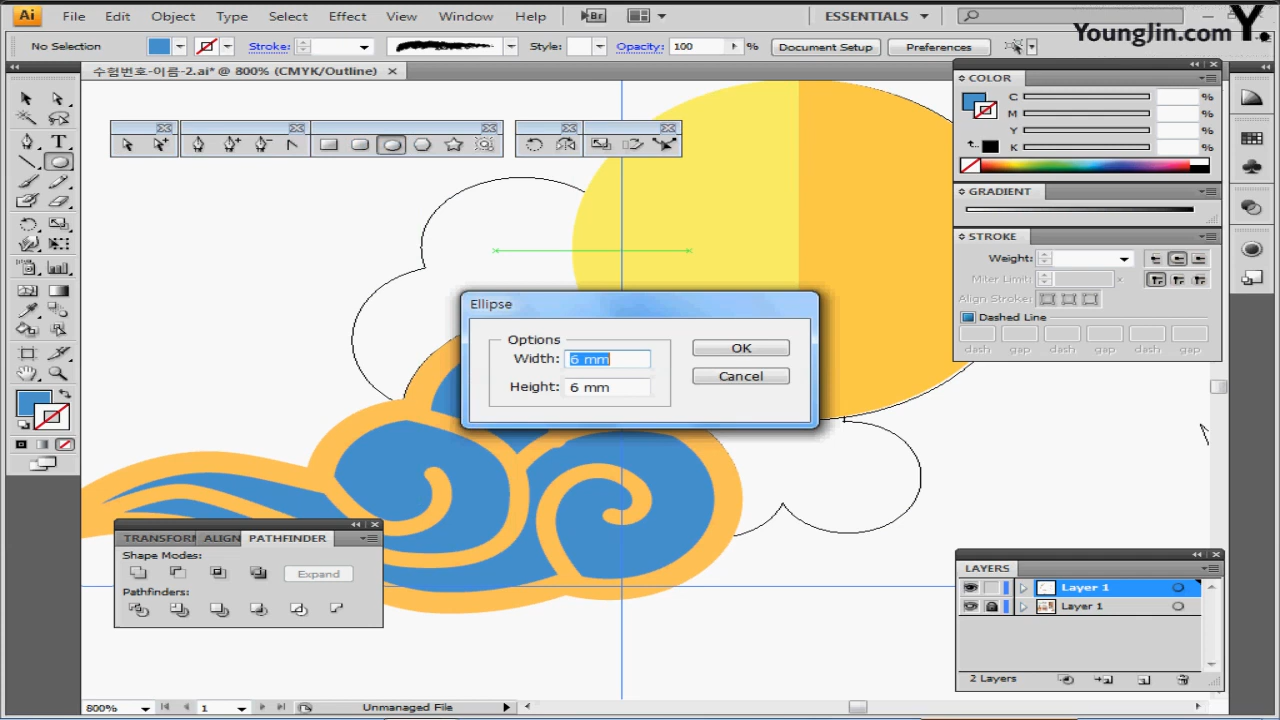 Ai File Edit Object Type Select Effect View Window Help Br ESSENTIALS
YoungJin.com Y.
No Selection Stroke: Style: Opacity: 100 % Document Setup Preferences
수험번호-이름-2.ai* @ 800% (CMYK/Outline)
COLOR
C %
M %
Y %
K %
GRADIENT
STROKE
Weight:
Miter Limit: x
Align Stroke:
Dashed Line
dash gap dash gap dash gap
Ellipse
Options
Width: 6 mm
Height: 6 mm
OK
Cancel
TRANSFORM ALIGN PATHFINDER
Shape Modes:
Expand
Pathfinders:
LAYERS
Layer 1
Layer 1
2 Layers
800% 1 Unmanaged File